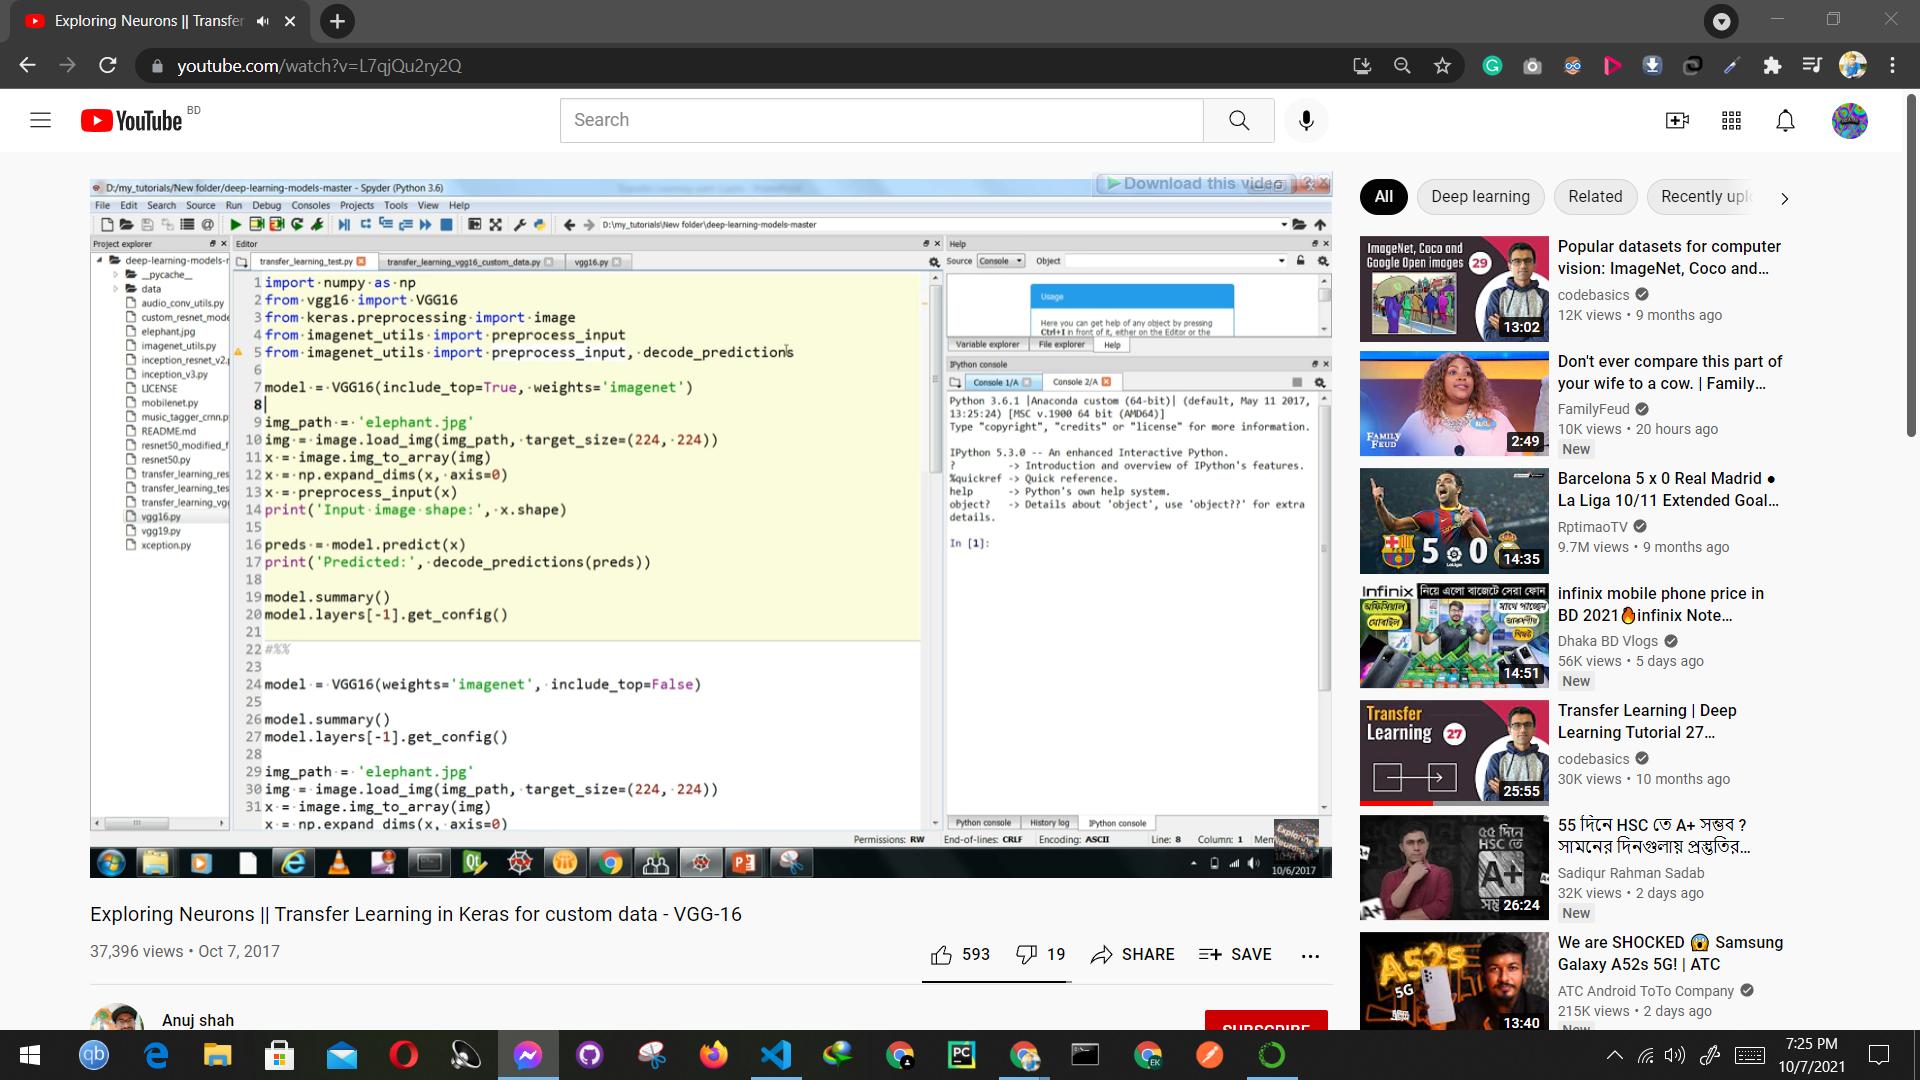 Exploring Neurons || Transfer
youtube.com/watch?v=L7qjQu2ry2Q
YouTube BD
Search
D:/my_tutorials/New folder/deep-learning-models-master - Spyder (Python 3.6)
Download this video
File Edit Search Source Run Debug Consoles Projects Tools View Help
D:\my_tutorials\New folder\deep-learning-models-master
Project explorer
deep-learning-models-r
__pycache__
data
audio_conv_utils.py
custom_resnet_mode
elephant.jpg
imagenet_utils.py
inception_resnet_v2.p
inception_v3.py
LICENSE
mobilenet.py
music_tagger_crnn.p
README.md
resnet50_modified_f
resnet50.py
transfer_learning_res
transfer_learning_tes
transfer_learning_vgg
vgg16.py
vgg19.py
xception.py
Editor
transfer_learning_test.py transfer_learning_vgg16_custom_data.py vgg16.py
1 import numpy as np
2 from vgg16 import VGG16
3 from keras.preprocessing import image
4 from imagenet_utils import preprocess_input
5 from imagenet_utils import preprocess_input, decode_predictions
6
7 model = VGG16(include_top=True, weights='imagenet')
8
9 img_path = 'elephant.jpg'
10 img = image.load_img(img_path, target_size=(224, 224))
11 x = image.img_to_array(img)
12 x = np.expand_dims(x, axis=0)
13 x = preprocess_input(x)
14 print('Input image shape:', x.shape)
15
16 preds = model.predict(x)
17 print('Predicted:', decode_predictions(preds))
18
19 model.summary()
20 model.layers[-1].get_config()
21
22 #%%
23
24 model = VGG16(weights='imagenet', include_top=False)
25
26 model.summary()
27 model.layers[-1].get_config()
28
29 img_path = 'elephant.jpg'
30 img = image.load_img(img_path, target_size=(224, 224))
31 x = image.img_to_array(img)
x = np.expand_dims(x, axis=0)
Help
Source Console Object
Usage
Here you can get help of any object by pressing
Ctrl+I in front of it, either on the Editor or the
Variable explorer File explorer Help
IPython console
Console 1/A Console 2/A
Python 3.6.1 |Anaconda custom (64-bit)| (default, May 11 2017,
13:25:24) [MSC v.1900 64 bit (AMD64)]
Type "copyright", "credits" or "license" for more information.
IPython 5.3.0 -- An enhanced Interactive Python.
? -> Introduction and overview of IPython's features.
%quickref -> Quick reference.
help -> Python's own help system.
object? -> Details about 'object', use 'object??' for extra
details.
In [1]:
Python console History log IPython console
Permissions: RW End-of-lines: CRLF Encoding: ASCII Line: 8 Column: 1 Mem
10/6/2017
Exploring Neurons || Transfer Learning in Keras for custom data - VGG-16
37,396 views • Oct 7, 2017
593 19 SHARE SAVE
Anuj shah
SUBSCRIBE
All Deep learning Related Recently uplo
ImageNet, Coco and
Google Open images 29
13:02
Popular datasets for computer
vision: ImageNet, Coco and...
codebasics
12K views • 9 months ago
FAMILY
FEUD
2:49
Don't ever compare this part of
your wife to a cow. | Family...
FamilyFeud
10K views • 20 hours ago
New
5 0
14:35
Barcelona 5 x 0 Real Madrid ●
La Liga 10/11 Extended Goal...
RptimaoTV
9.7M views • 9 months ago
Infinix নিয়ে এলো বাজেটে সেরা ফোন
14:51
infinix mobile phone price in
BD 2021🔥infinix Note...
Dhaka BD Vlogs
56K views • 5 days ago
New
Transfer
Learning 27
25:55
Transfer Learning | Deep
Learning Tutorial 27...
codebasics
30K views • 10 months ago
৫৫ দিনে
HSC তে
A+
26:24
55 দিনে HSC তে A+ সম্ভব ?
সামনের দিনগুলায় প্রস্তুতির...
Sadiqur Rahman Sadab
32K views • 2 days ago
New
A52s
5G
13:40
We are SHOCKED 😱 Samsung
Galaxy A52s 5G! | ATC
ATC Android ToTo Company
215K views • 2 days ago
New
7:25 PM
10/7/2021